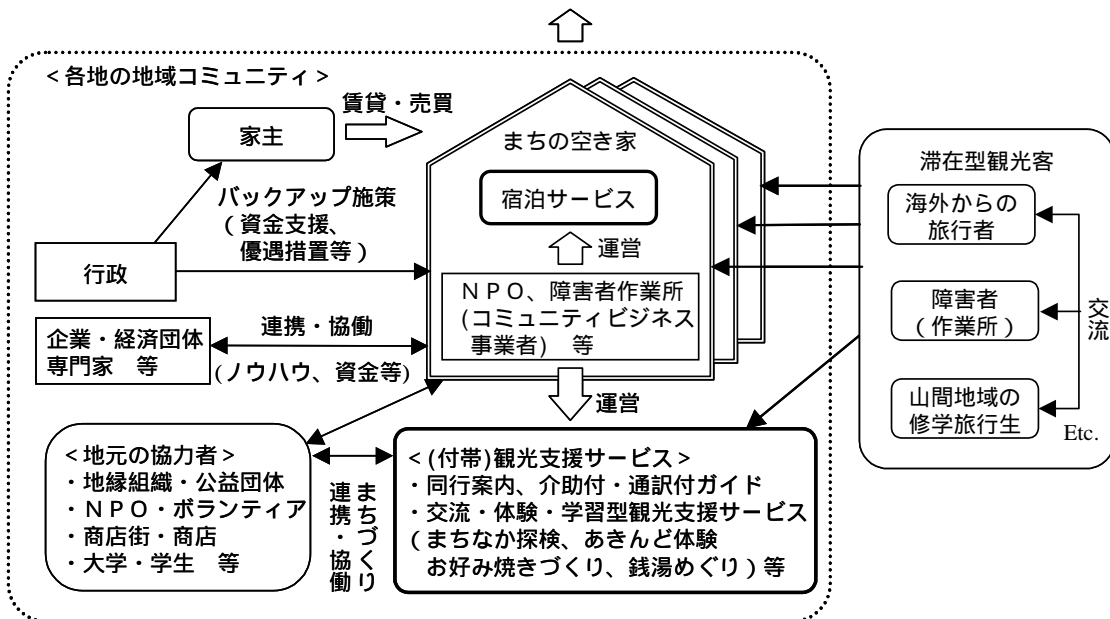 ＜各地の地域コミュニティ＞
家主
賃貸・売買
バックアップ施策
（資金支援、
優遇措置等）
行政
企業・経済団体
専門家　等
連携・協働
(ノウハウ、資金等)
まちの空き家
宿泊サービス
運営
ＮＰＯ、障害者作業所
(コミュニティビジネス
事業者)　等
運営
＜地元の協力者＞
・地縁組織・公益団体
・ＮＰＯ・ボランティア
・商店街・商店
・大学・学生　等
まちづくり
連携・協働
＜(付帯)観光支援サービス＞
・同行案内、介助付・通訳付ガイド
・交流・体験・学習型観光支援サービス
（まちなか探検、あきんど体験
お好み焼きづくり、銭湯めぐり）等
滞在型観光客
海外からの
旅行者
障害者
（作業所）
山間地域の
修学旅行生
交流
Etc.